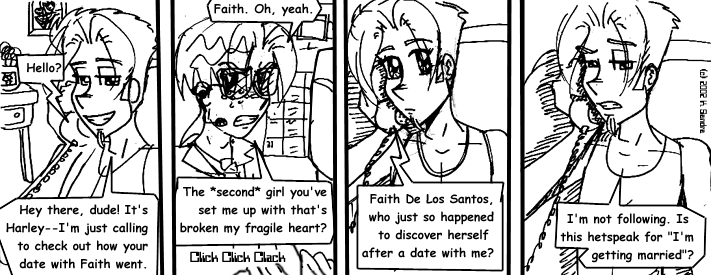 Hello?
Hey there, dude! It's
Harley--I'm just calling
to check out how your
date with Faith went.
Faith. Oh, yeah.
The *second* girl you've
set me up with that's
broken my fragile heart?
Click Click Clack
Faith De Los Santos,
who just so happened
to discover herself
after a date with me?
I'm not following. Is
this hetspeak for "I'm
getting married"?
(c) 2002 H. Sandra